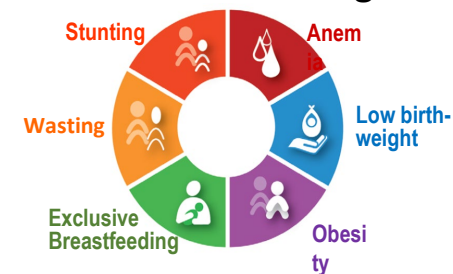 Stunting
Anem
ia
Wasting
Low birth-
weight
Exclusive
Breastfeeding
Obesi
ty